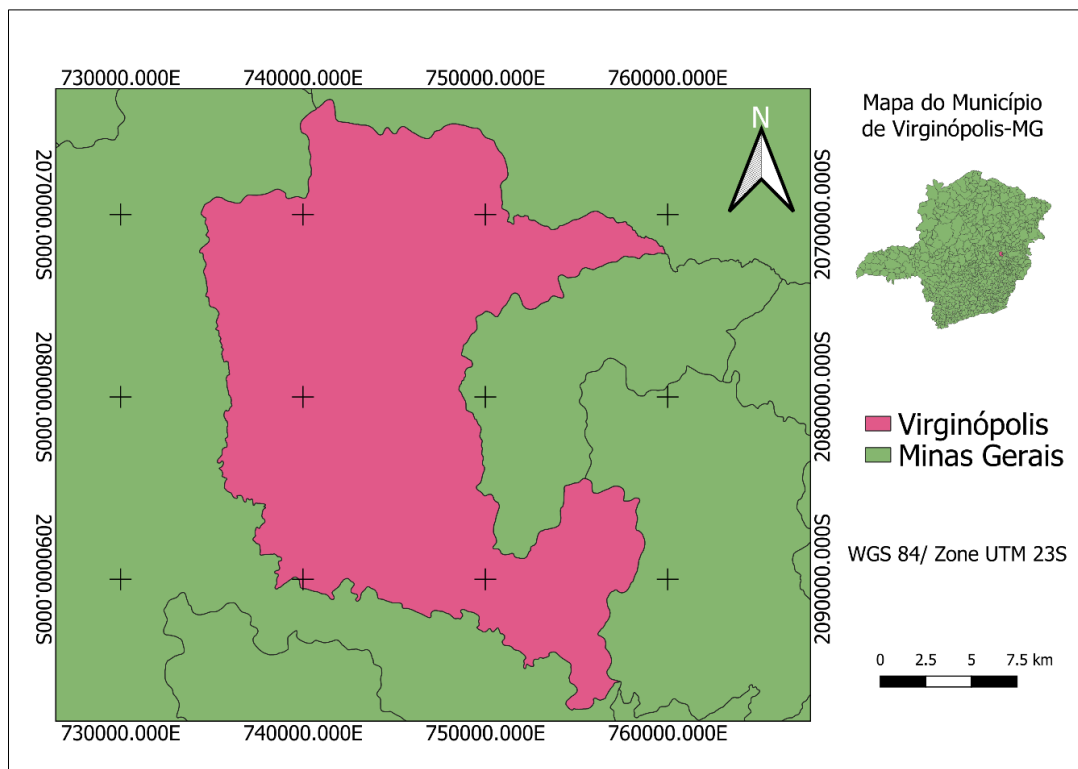 730000.000E 740000.000E 750000.000E 760000.000E
N
Mapa do Município
de Virginópolis-MG
2070000.000S
2080000.000S
2090000.000S
2070000.000S
2080000.000S
2090000.000S
Virginópolis
Minas Gerais
WGS 84/ Zone UTM 23S
0 2.5 5 7.5 km
730000.000E 740000.000E 750000.000E 760000.000E